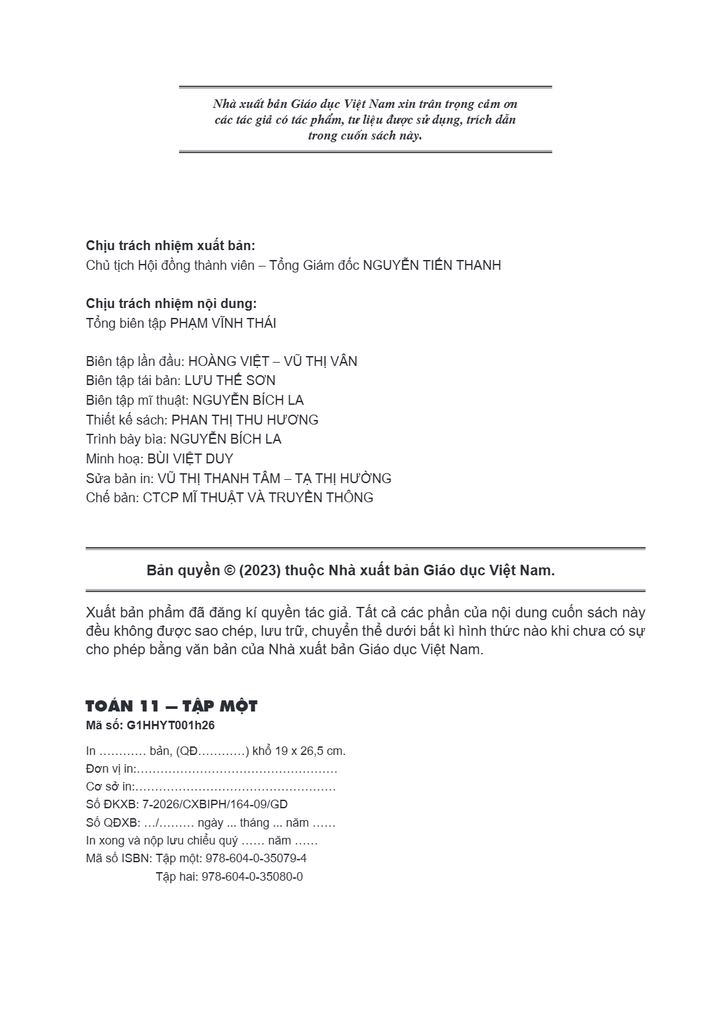 Nhà xuất bản Giáo dục Việt Nam xin trân trọng cảm ơn
các tác giả có tác phẩm, tư liệu được sử dụng, trích dẫn
trong cuốn sách này.
Chịu trách nhiệm xuất bản:
Chủ tịch Hội đồng thành viên – Tổng Giám đốc NGUYỄN TIẾN THANH
Chịu trách nhiệm nội dung:
Tổng biên tập PHẠM VĨNH THÁI
Biên tập lần đầu: HOÀNG VIỆT – VŨ THỊ VÂN
Biên tập tái bản: LƯU THẾ SƠN
Biên tập mĩ thuật: NGUYỄN BÍCH LA
Thiết kế sách: PHAN THỊ THU HƯƠNG
Trình bày bìa: NGUYỄN BÍCH LA
Minh hoạ: BÙI VIỆT DUY
Sửa bản in: VŨ THỊ THANH TÂM – TẠ THỊ HƯỜNG
Chế bản: CTCP MĨ THUẬT VÀ TRUYỀN THÔNG
Bản quyền © (2023) thuộc Nhà xuất bản Giáo dục Việt Nam.
Xuất bản phẩm đã đăng kí quyền tác giả. Tất cả các phần của nội dung cuốn sách này
đều không được sao chép, lưu trữ, chuyển thể dưới bất kì hình thức nào khi chưa có sự
cho phép bằng văn bản của Nhà xuất bản Giáo dục Việt Nam.
TOÁN 11 – TẬP MỘT
Mã số: G1HHYT001h26
In ………… bản, (QĐ…………) khổ 19 x 26,5 cm.
Đơn vị in:……………………………………………
Cơ sở in:……………………………………………
Số ĐKXB: 7-2026/CXBIPH/164-09/GD
Số QĐXB: …/……… ngày ... tháng ... năm ……
In xong và nộp lưu chiểu quý …… năm ……
Mã số ISBN: Tập một: 978-604-0-35079-4
Tập hai: 978-604-0-35080-0